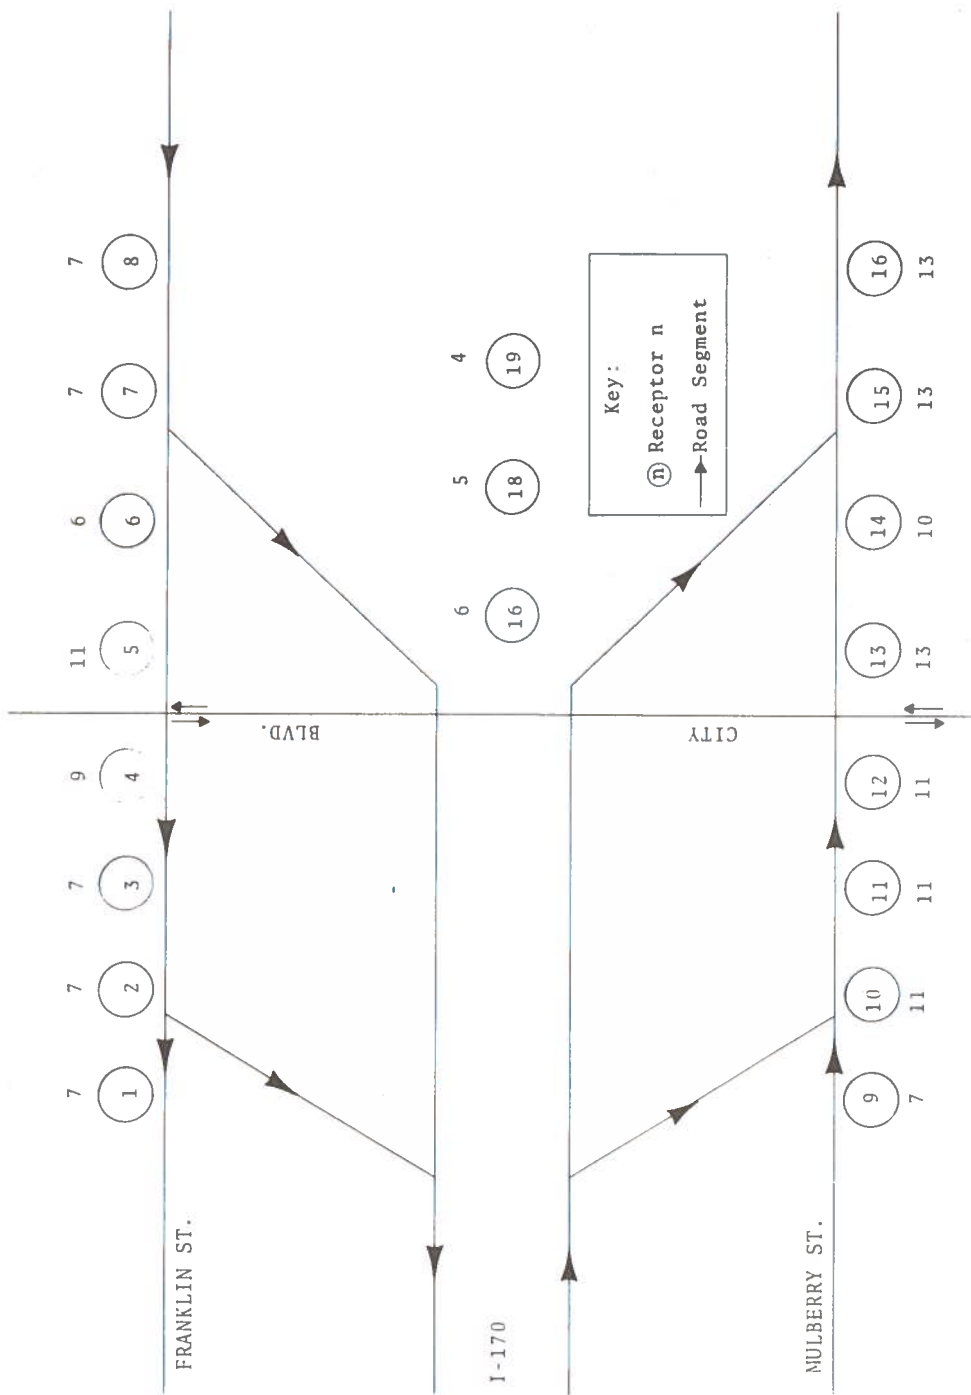 FRANKLIN ST.
7 7 7 9 11 6 7 7
1 2 3 4 5 6 7 8
BLVD.
I-170
6 5 4
16 18 19
Key:
n Receptor n
Road Segment
CITY
MULBERRY ST.
9 10 11 12 13 14 15 16
7 11 11 11 13 10 13 13